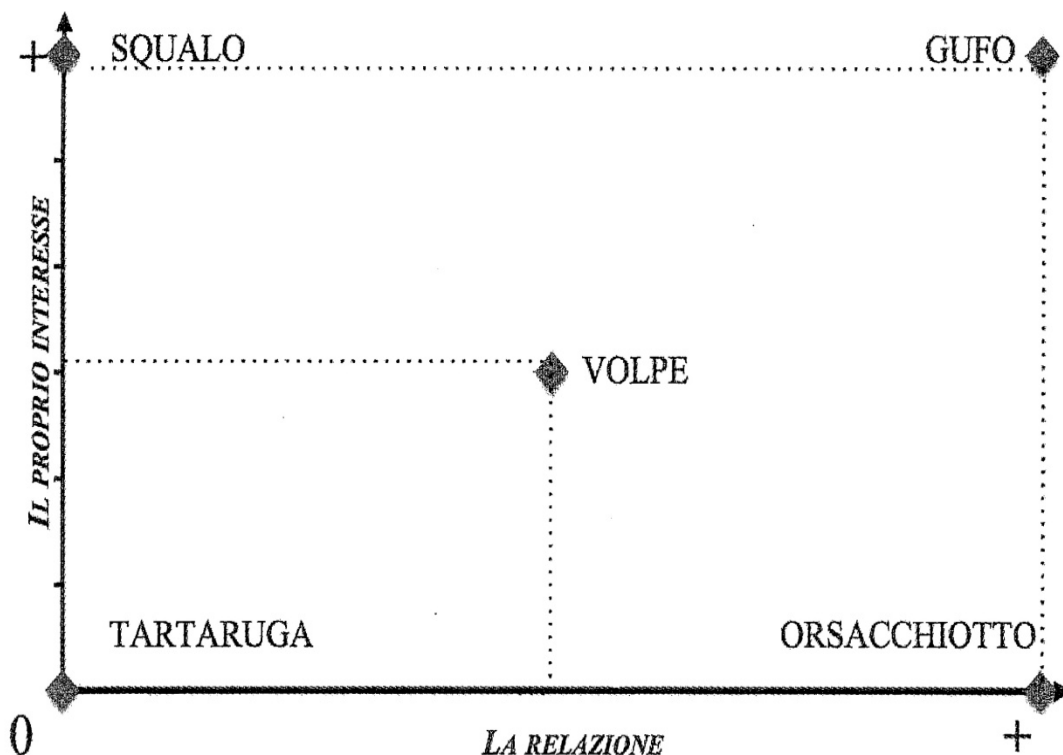 + SQUALO GUFO
IL PROPRIO INTERESSE
VOLPE
TARTARUGA ORSACCHIOTTO
0 LA RELAZIONE +